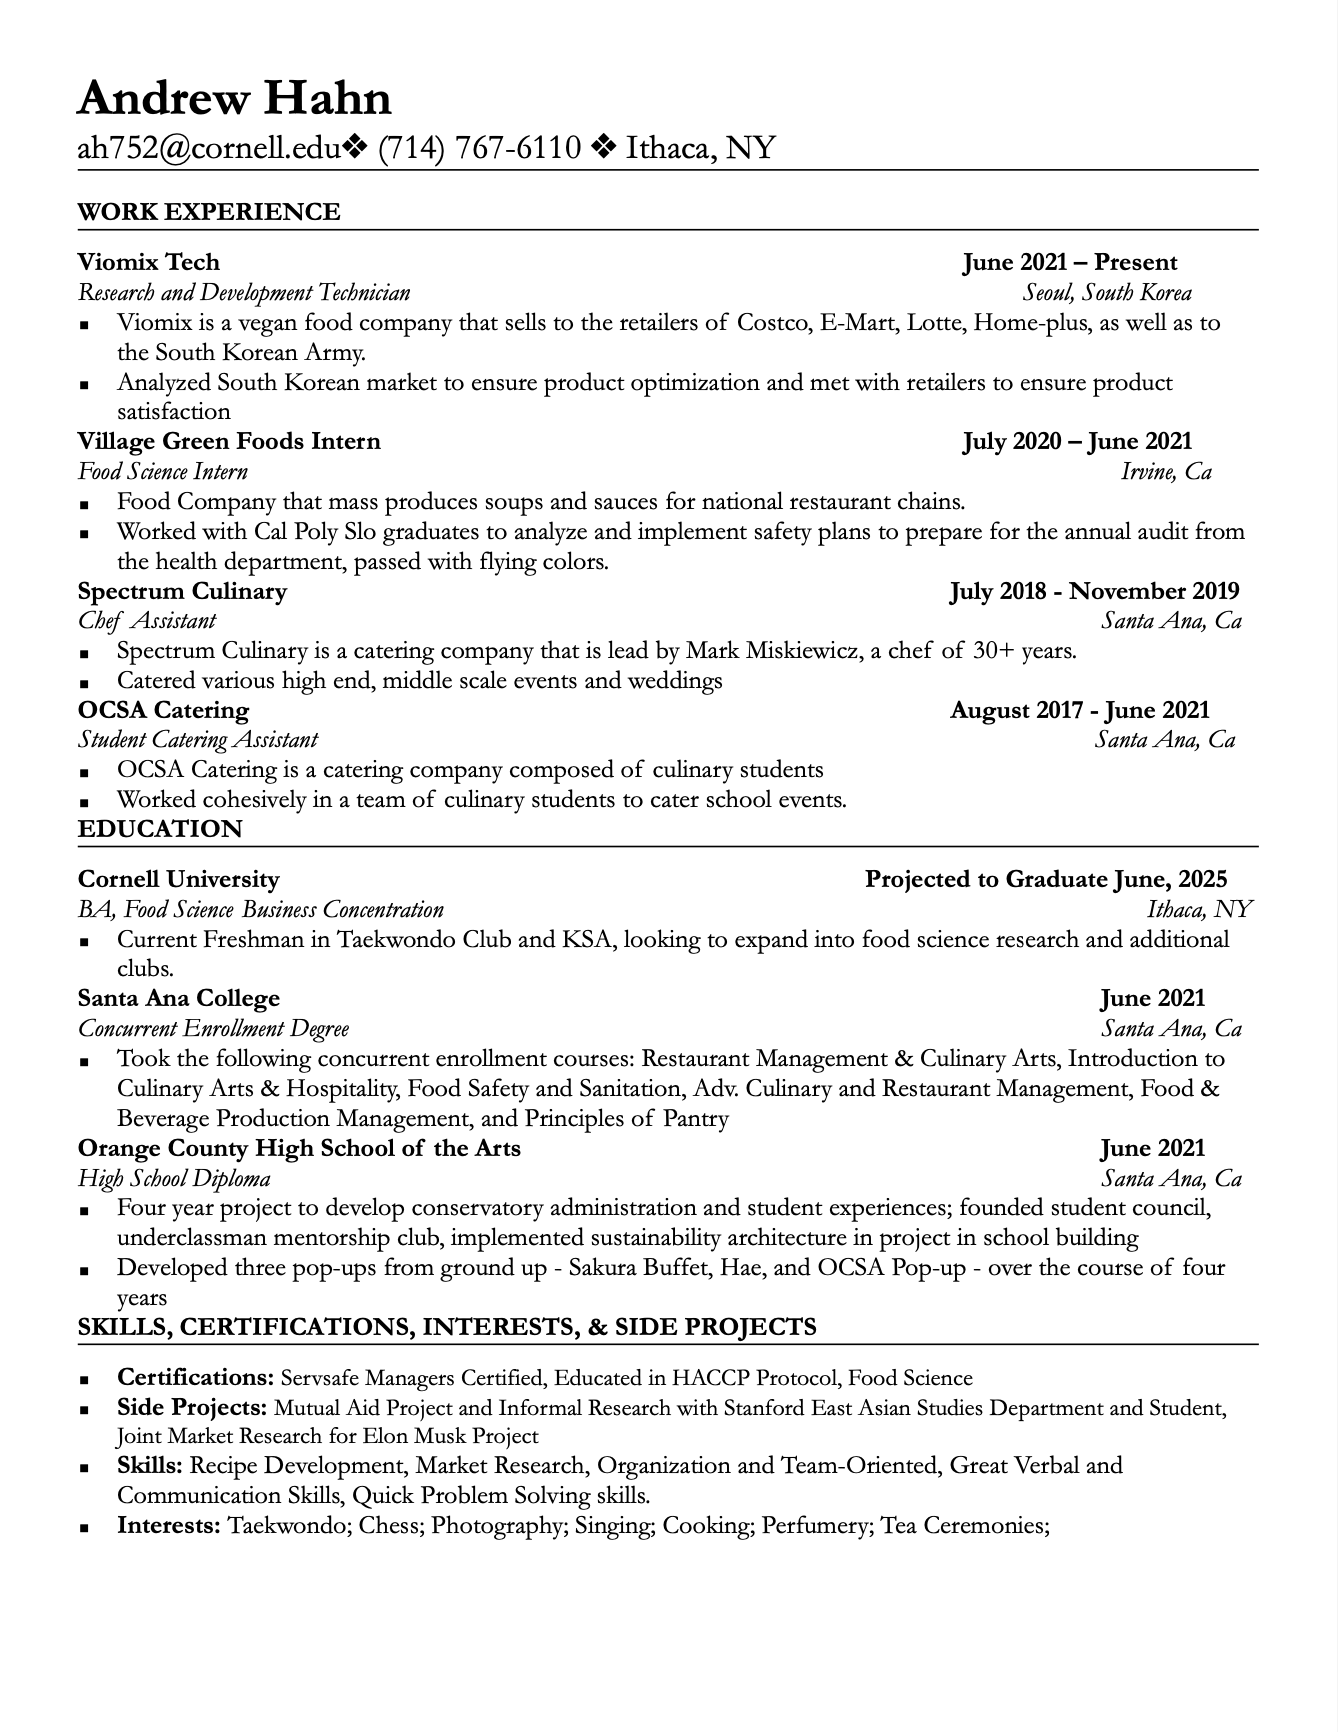 Andrew Hahn
ah752@cornell.edu❖ (714) 767-6110 ❖ Ithaca, NY
WORK EXPERIENCE
Viomix Tech June 2021 – Present
Research and Development Technician Seoul, South Korea
▪ Viomix is a vegan food company that sells to the retailers of Costco, E-Mart, Lotte, Home-plus, as well as to
the South Korean Army.
▪ Analyzed South Korean market to ensure product optimization and met with retailers to ensure product
satisfaction
Village Green Foods Intern July 2020 – June 2021
Food Science Intern Irvine, Ca
▪ Food Company that mass produces soups and sauces for national restaurant chains.
▪ Worked with Cal Poly Slo graduates to analyze and implement safety plans to prepare for the annual audit from
the health department, passed with flying colors.
Spectrum Culinary July 2018 - November 2019
Chef Assistant Santa Ana, Ca
▪ Spectrum Culinary is a catering company that is lead by Mark Miskiewicz, a chef of 30+ years.
▪ Catered various high end, middle scale events and weddings
OCSA Catering August 2017 - June 2021
Student Catering Assistant Santa Ana, Ca
▪ OCSA Catering is a catering company composed of culinary students
▪ Worked cohesively in a team of culinary students to cater school events.
EDUCATION
Cornell University Projected to Graduate June, 2025
BA, Food Science Business Concentration Ithaca, NY
▪ Current Freshman in Taekwondo Club and KSA, looking to expand into food science research and additional
clubs.
Santa Ana College June 2021
Concurrent Enrollment Degree Santa Ana, Ca
▪ Took the following concurrent enrollment courses: Restaurant Management & Culinary Arts, Introduction to
Culinary Arts & Hospitality, Food Safety and Sanitation, Adv. Culinary and Restaurant Management, Food &
Beverage Production Management, and Principles of Pantry
Orange County High School of the Arts June 2021
High School Diploma Santa Ana, Ca
▪ Four year project to develop conservatory administration and student experiences; founded student council,
underclassman mentorship club, implemented sustainability architecture in project in school building
▪ Developed three pop-ups from ground up - Sakura Buffet, Hae, and OCSA Pop-up - over the course of four
years
SKILLS, CERTIFICATIONS, INTERESTS, & SIDE PROJECTS
▪ Certifications: Servsafe Managers Certified, Educated in HACCP Protocol, Food Science
▪ Side Projects: Mutual Aid Project and Informal Research with Stanford East Asian Studies Department and Student,
Joint Market Research for Elon Musk Project
▪ Skills: Recipe Development, Market Research, Organization and Team-Oriented, Great Verbal and
Communication Skills, Quick Problem Solving skills.
▪ Interests: Taekwondo; Chess; Photography; Singing; Cooking; Perfumery; Tea Ceremonies;